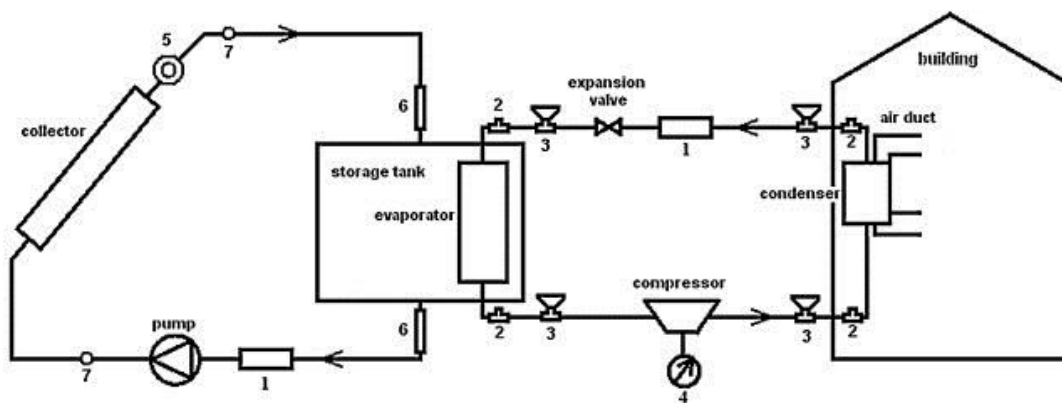 5
7
building
expansion
valve
6
2
collector
3
1
3
2
air duct
storage tank
condenser
evaporator
compressor
pump
6
2
3
3
2
7
1
4